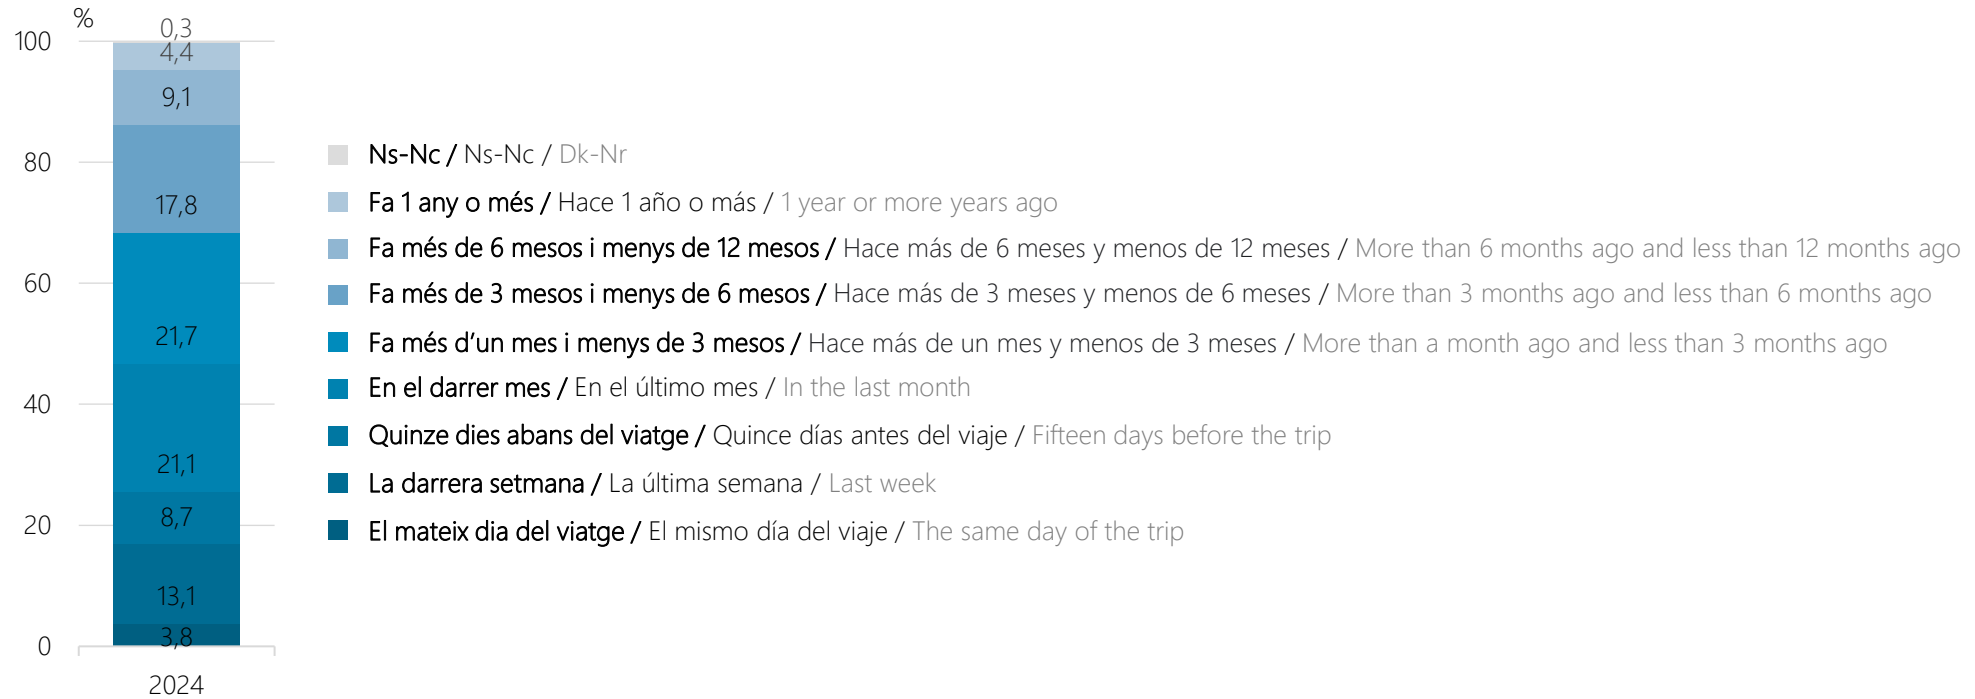 %
100
0,3
4,4
9,1
80
17,8
60
21,7
40
21,1
8,7
20
13,1
3,8
0
2024
Ns-Nc / Ns-Nc / Dk-Nr
Fa 1 any o més / Hace 1 año o más / 1 year or more years ago
Fa més de 6 mesos i menys de 12 mesos / Hace más de 6 meses y menos de 12 meses / More than 6 months ago and less than 12 months ago
Fa més de 3 mesos i menys de 6 mesos / Hace más de 3 meses y menos de 6 meses / More than 3 months ago and less than 6 months ago
Fa més d’un mes i menys de 3 mesos / Hace más de un mes y menos de 3 meses / More than a month ago and less than 3 months ago
En el darrer mes / En el último mes / In the last month
Quinze dies abans del viatge / Quince días antes del viaje / Fifteen days before the trip
La darrera setmana / La última semana / Last week
El mateix dia del viatge / El mismo día del viaje / The same day of the trip